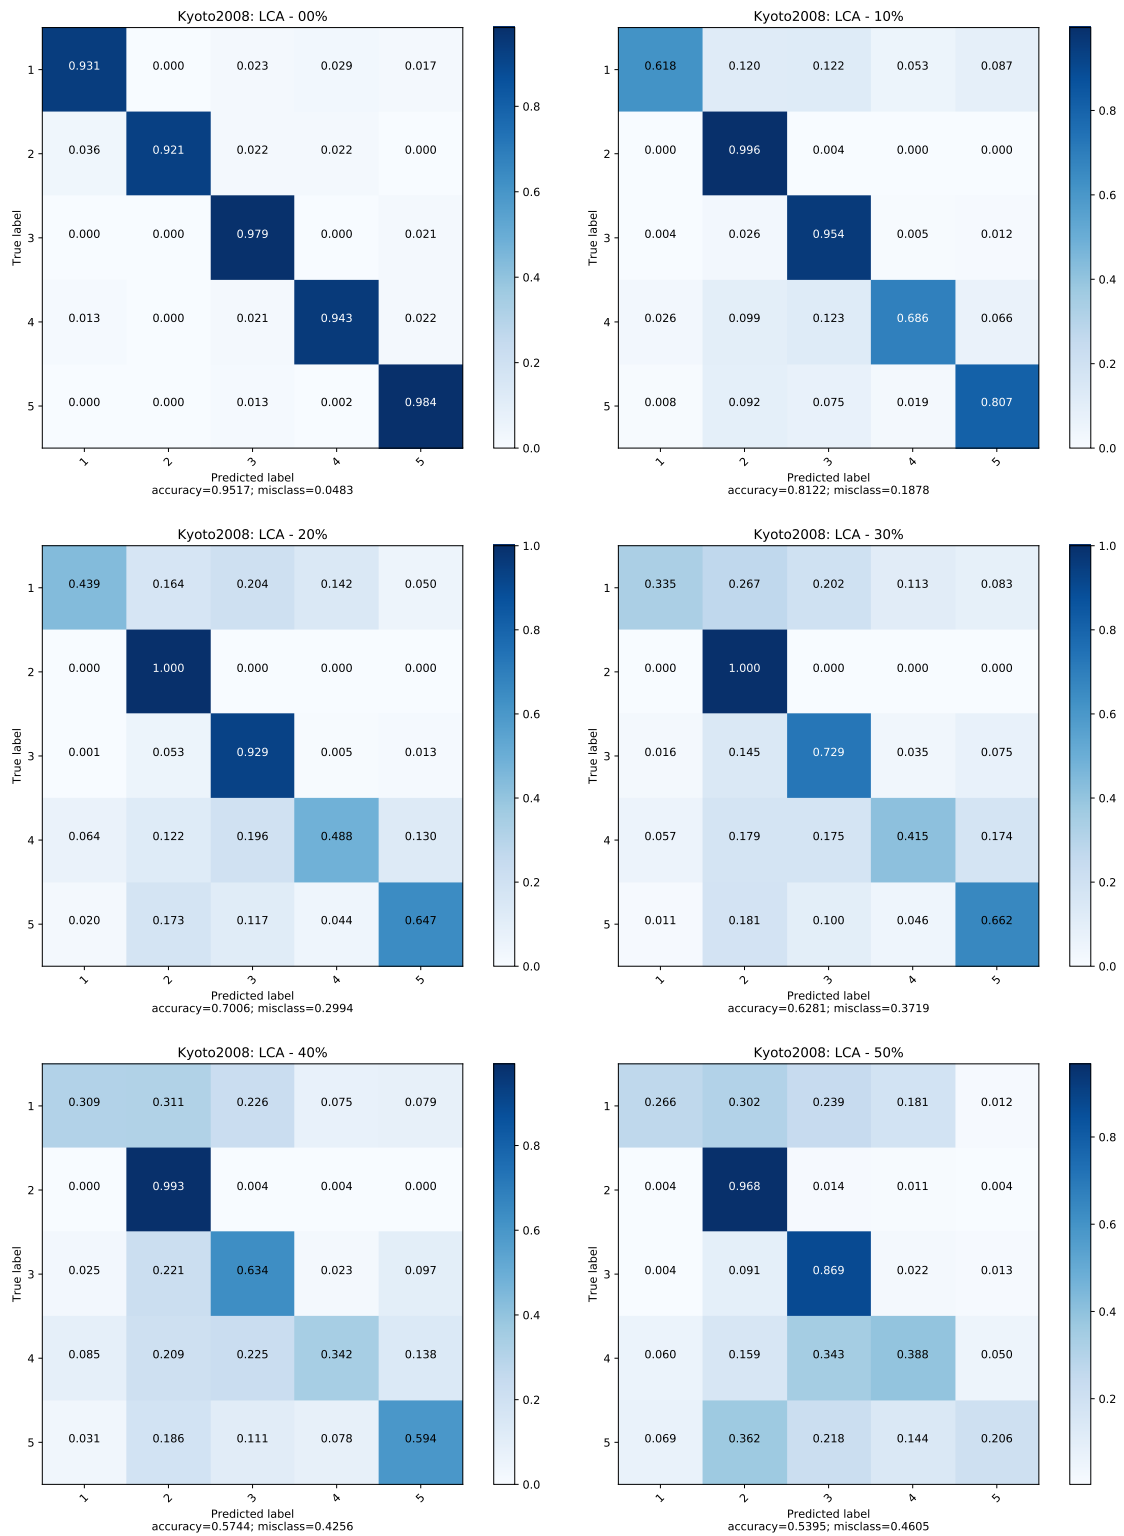 Kyoto2008: LCA - 00%
True label
1 0.931 0.000 0.023 0.029 0.017
2 0.036 0.921 0.022 0.022 0.000
3 0.000 0.000 0.979 0.000 0.021
4 0.013 0.000 0.021 0.943 0.022
5 0.000 0.000 0.013 0.002 0.984
1 2 3 4 5
Predicted label
accuracy=0.9517; misclass=0.0483
0.8
0.6
0.4
0.2
0.0
Kyoto2008: LCA - 10%
True label
1 0.618 0.120 0.122 0.053 0.087
2 0.000 0.996 0.004 0.000 0.000
3 0.004 0.026 0.954 0.005 0.012
4 0.026 0.099 0.123 0.686 0.066
5 0.008 0.092 0.075 0.019 0.807
1 2 3 4 5
Predicted label
accuracy=0.8122; misclass=0.1878
0.8
0.6
0.4
0.2
0.0
Kyoto2008: LCA - 20%
True label
1 0.439 0.164 0.204 0.142 0.050
2 0.000 1.000 0.000 0.000 0.000
3 0.001 0.053 0.929 0.005 0.013
4 0.064 0.122 0.196 0.488 0.130
5 0.020 0.173 0.117 0.044 0.647
1 2 3 4 5
Predicted label
accuracy=0.7006; misclass=0.2994
1.0
0.8
0.6
0.4
0.2
0.0
Kyoto2008: LCA - 30%
True label
1 0.335 0.267 0.202 0.113 0.083
2 0.000 1.000 0.000 0.000 0.000
3 0.016 0.145 0.729 0.035 0.075
4 0.057 0.179 0.175 0.415 0.174
5 0.011 0.181 0.100 0.046 0.662
1 2 3 4 5
Predicted label
accuracy=0.6281; misclass=0.3719
1.0
0.8
0.6
0.4
0.2
0.0
Kyoto2008: LCA - 40%
True label
1 0.309 0.311 0.226 0.075 0.079
2 0.000 0.993 0.004 0.004 0.000
3 0.025 0.221 0.634 0.023 0.097
4 0.085 0.209 0.225 0.342 0.138
5 0.031 0.186 0.111 0.078 0.594
1 2 3 4 5
Predicted label
accuracy=0.5744; misclass=0.4256
0.8
0.6
0.4
0.2
0.0
Kyoto2008: LCA - 50%
True label
1 0.266 0.302 0.239 0.181 0.012
2 0.004 0.968 0.014 0.011 0.004
3 0.004 0.091 0.869 0.022 0.013
4 0.060 0.159 0.343 0.388 0.050
5 0.069 0.362 0.218 0.144 0.206
1 2 3 4 5
Predicted label
accuracy=0.5395; misclass=0.4605
0.8
0.6
0.4
0.2